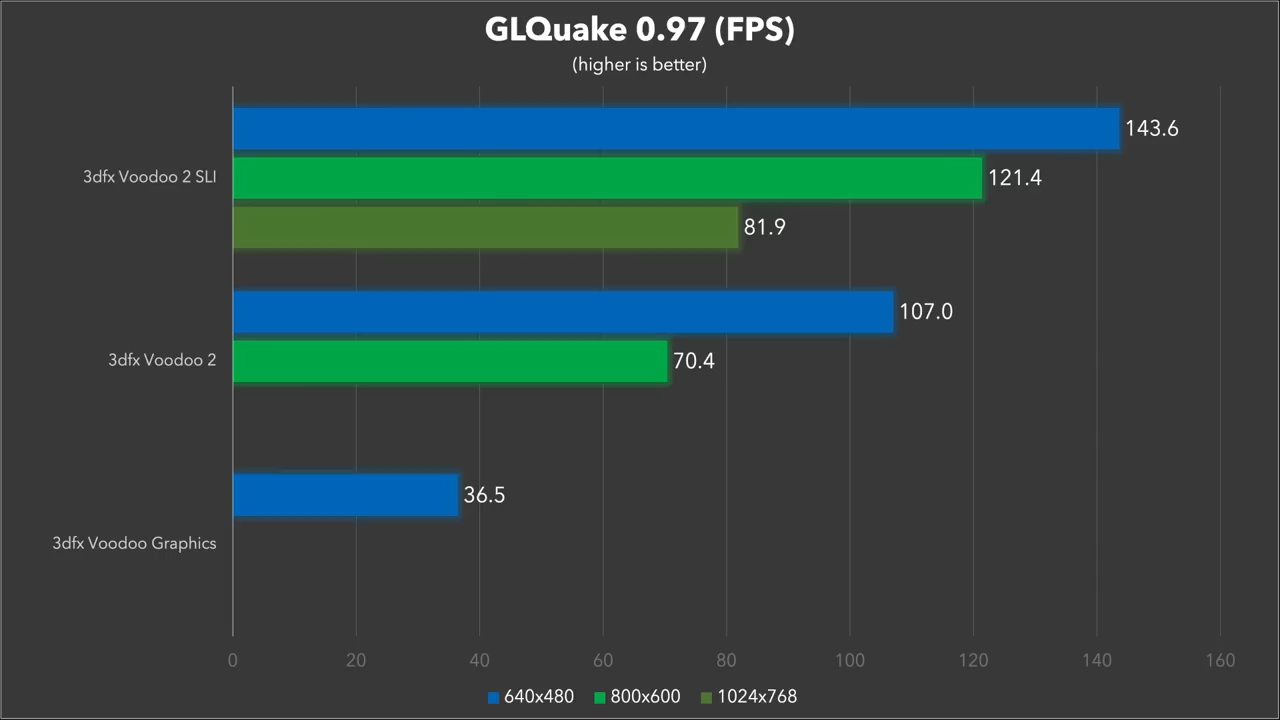 GLQuake 0.97 (FPS)
(higher is better)
143.6
3dfx Voodoo 2 SLI
121.4
81.9
107.0
3dfx Voodoo 2
70.4
36.5
3dfx Voodoo Graphics
0 20 40 60 80 100 120 140 160
640x480 800x600 1024x768